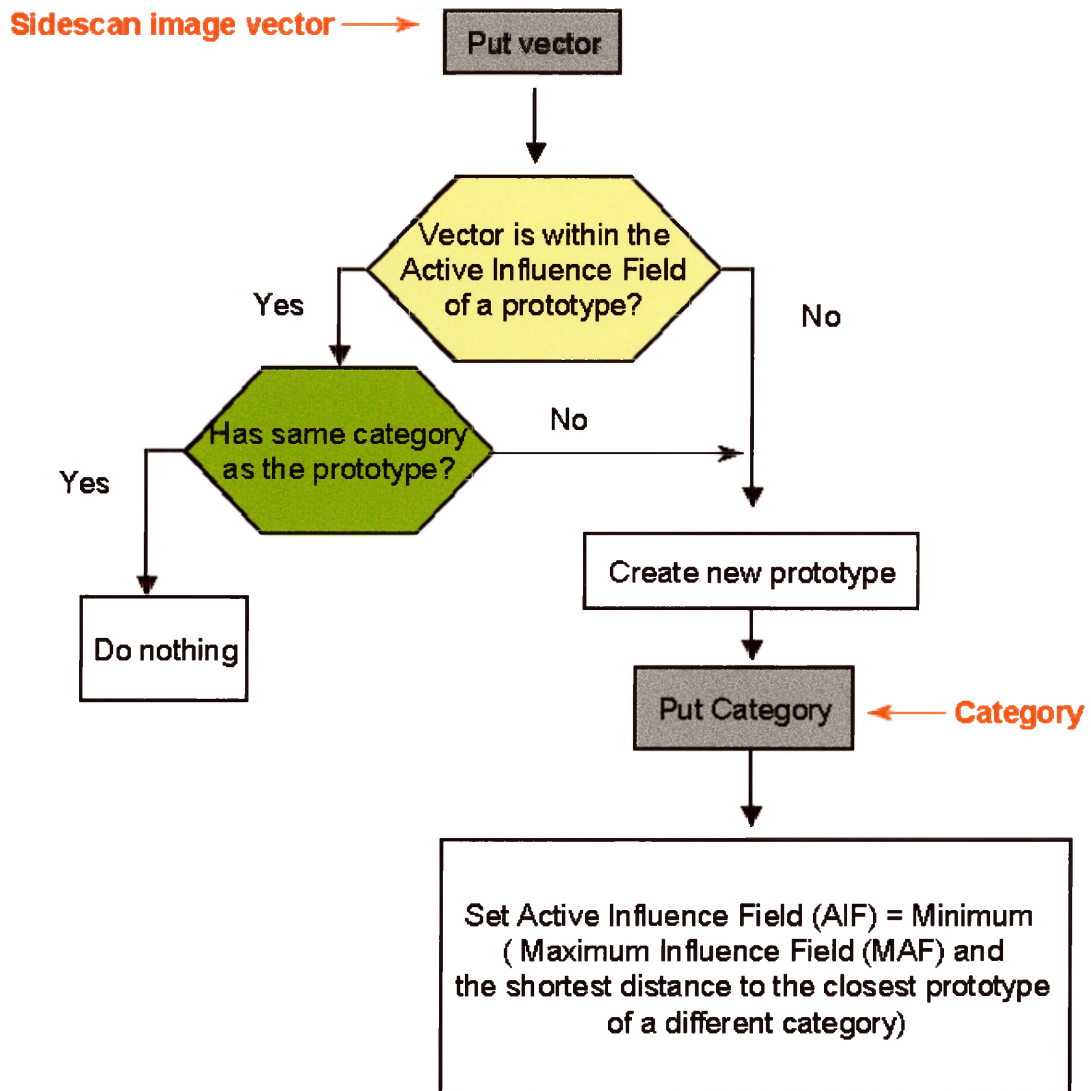 Sidescan image vector
Put vector
Vector is within the
Active Influence Field
of a prototype?
Yes
No
Has same category
as the prototype?
No
Yes
Create new prototype
Do nothing
Put Category
Category
Set Active Influence Field (AIF) = Minimum
( Maximum Influence Field (MAF) and
the shortest distance to the closest prototype
of a different category)